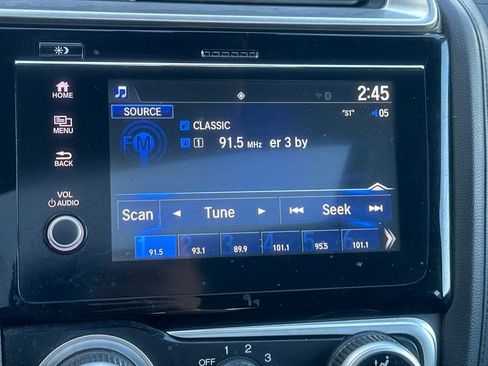 2:45
HOME
SOURCE
"ST" 05
CLASSIC
MENU
1 91.5 MHz er 3 by
FM
BACK
VOL
AUDIO
Scan Tune Seek
91.5 93.1 89.9 101.1 95.5 101.1
OFF 1 2 3